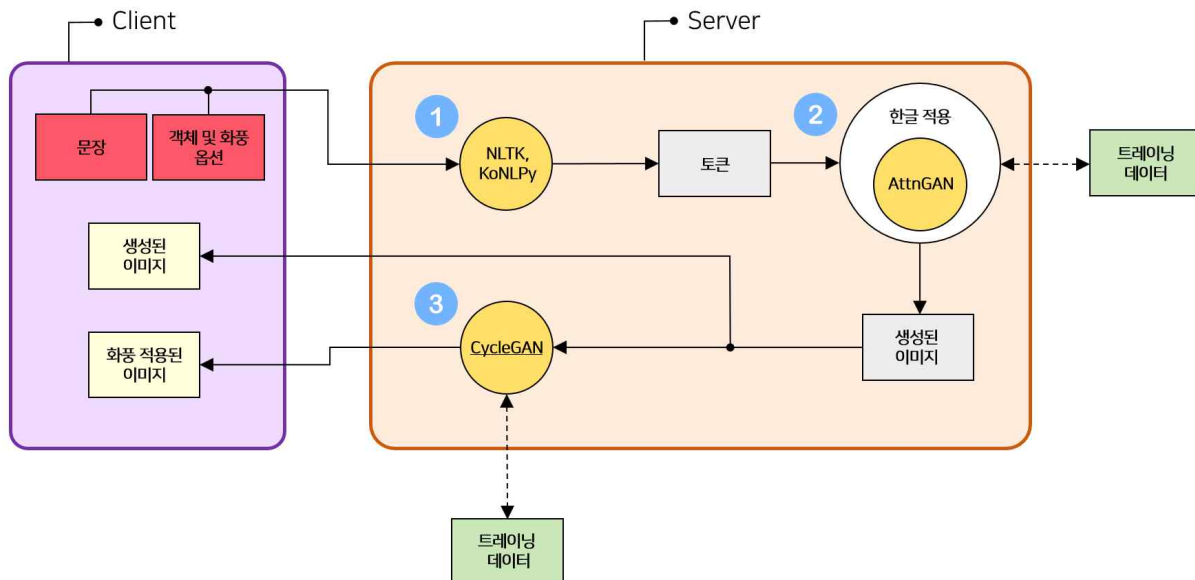 Client
Server
문장
객체 및 화풍
옵션
1
NLTK,
KoNLPy
토큰
2
한글 적용
AttnGAN
트레이닝
데이터
생성된
이미지
3
CycleGAN
생성된
이미지
화풍 적용된
이미지
트레이닝
데이터